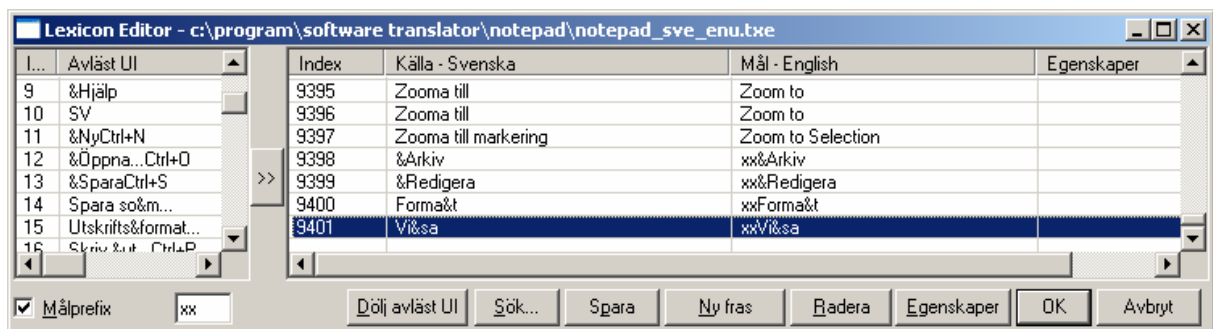 Lexicon Editor - c:\program\software translator\notepad\notepad_sve_enu.txe
I... Avläst UI
9 &Hjälp
10 SV
11 &NyCtrl+N
12 &Öppna...Ctrl+O
13 &SparaCtrl+S
14 Spara so&m...
15 Utskrifts&format...
16 Skriv &ut...Ctrl+P
>>
Index Källa - Svenska Mål - English Egenskaper
9395 Zooma till Zoom to
9396 Zooma till Zoom to
9397 Zooma till markering Zoom to Selection
9398 &Arkiv xx&Arkiv
9399 &Redigera xx&Redigera
9400 Forma&t xxForma&t
9401 Vi&sa xxVi&sa
Målprefix xx Dölj avläst UI Sök... Spara Ny fras Radera Egenskaper OK Avbryt